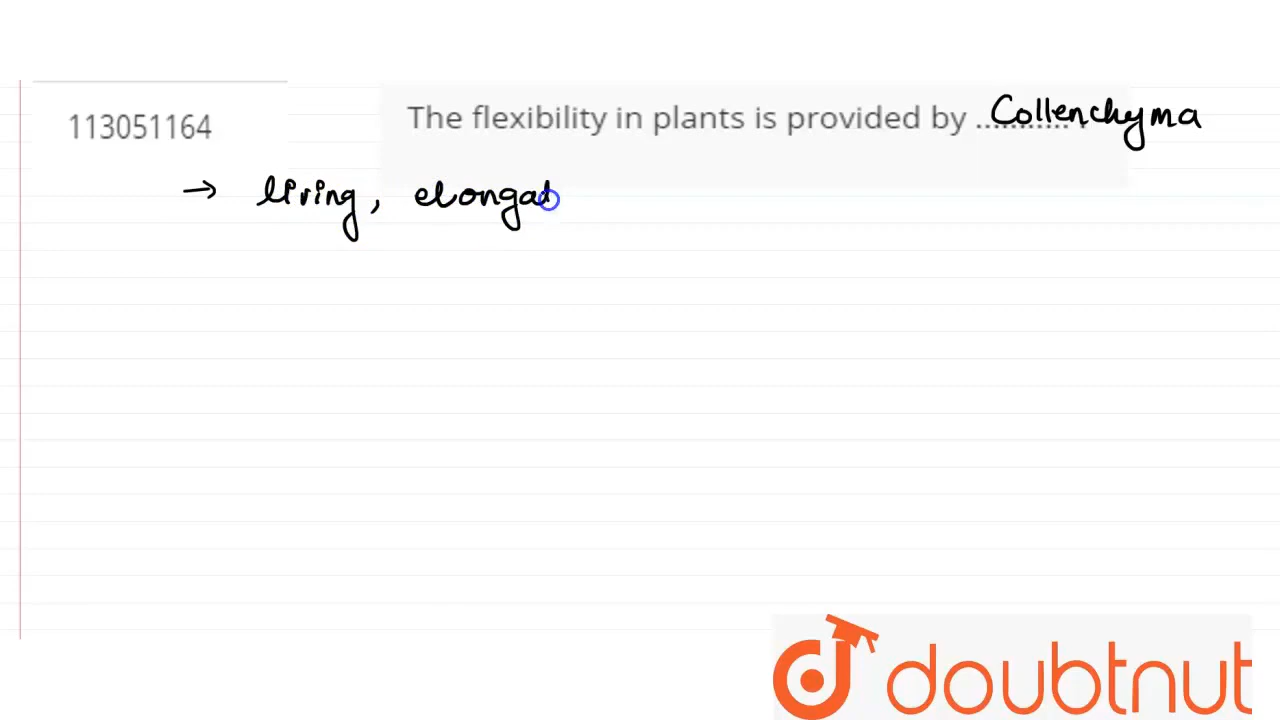 113051164
The flexibility in plants is provided by ........... . Collenchyma
→ living, elongat
doubtnut